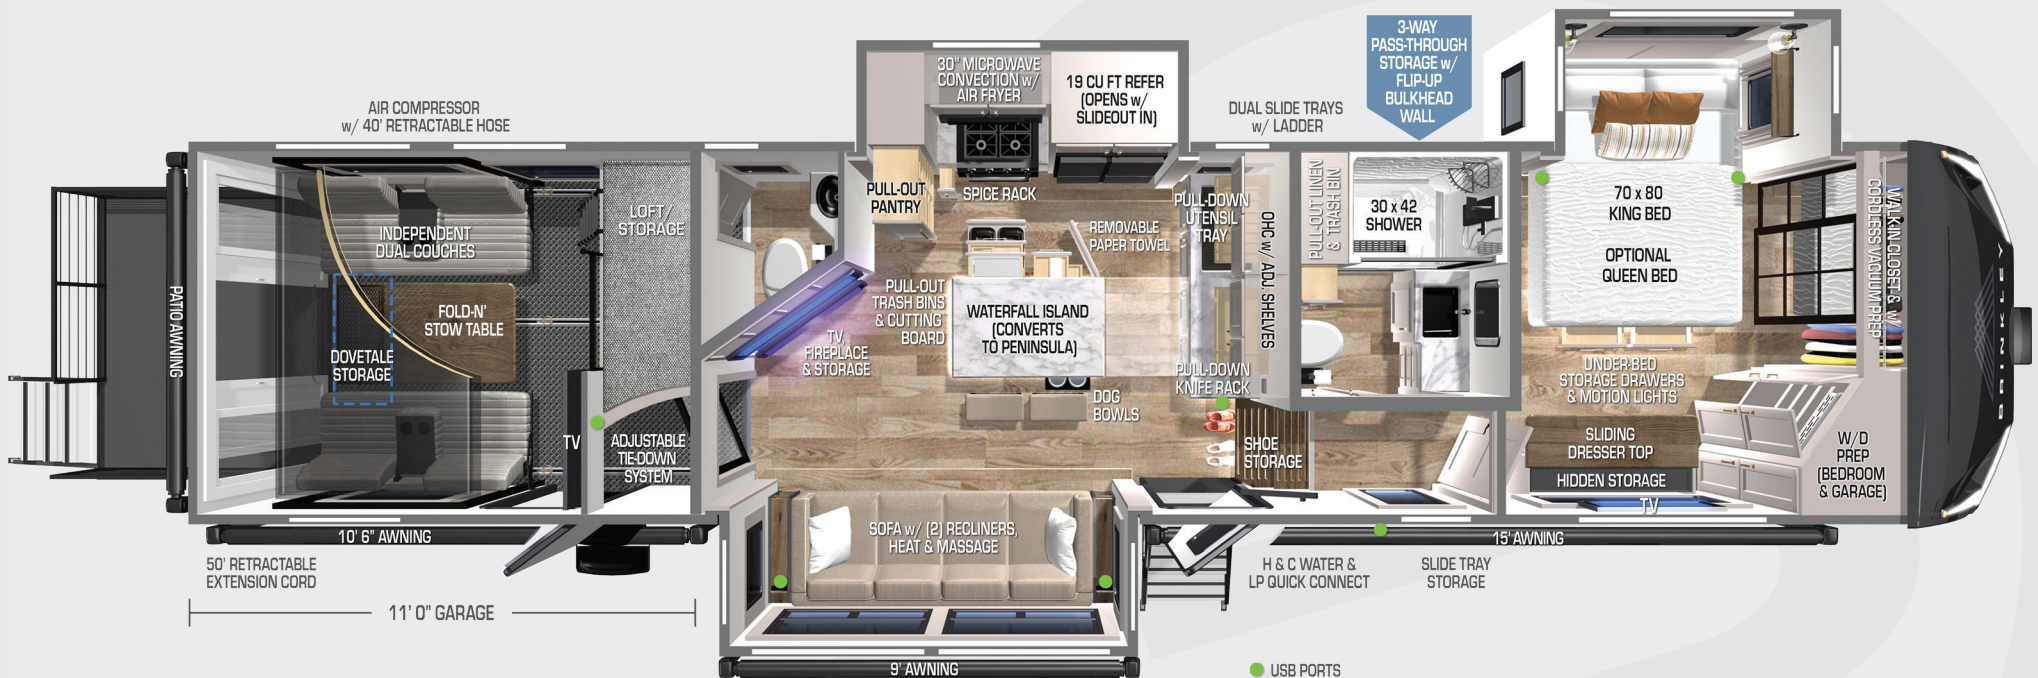 3-WAY
PASS-THROUGH
STORAGE w/
FLIP-UP
BULKHEAD
WALL
AIR COMPRESSOR
w/ 40' RETRACTABLE HOSE
30" MICROWAVE
CONVECTION w/
AIR FRYER
19 CU FT REFER
(OPENS w/
SLIDEOUT IN)
DUAL SLIDE TRAYS
w/ LADDER
PATIO AWNING
INDEPENDENT
DUAL COUCHES
LOFT/
STORAGE
FOLD-N'
STOW TABLE
DOVETALE
STORAGE
TV
ADJUSTABLE
TIE-DOWN
SYSTEM
PULL-OUT
PANTRY
SPICE RACK
REMOVABLE
PAPER TOWEL
PULL-DOWN
UTENSIL
TRAY
OHC w/ ADJ. SHELVES
PULL-OUT LINEN
& TRASH BIN
30 x 42
SHOWER
70 x 80
KING BED
OPTIONAL
QUEEN BED
WALK-IN CLOSET & w/
CORDLESS VACUUM PREP
BRINKLEY
PULL-OUT
TRASH BINS
& CUTTING
BOARD
WATERFALL ISLAND
(CONVERTS
TO PENINSULA)
TV,
FIREPLACE
& STORAGE
PULL-DOWN
KNIFE RACK
DOG
BOWLS
SHOE
STORAGE
UNDER-BED
STORAGE DRAWERS
& MOTION LIGHTS
SLIDING
DRESSER TOP
HIDDEN STORAGE
TV
W/D
PREP
(BEDROOM
& GARAGE)
SOFA w/ (2) RECLINERS,
HEAT & MASSAGE
10' 6" AWNING
15' AWNING
50' RETRACTABLE
EXTENSION CORD
H & C WATER &
LP QUICK CONNECT
SLIDE TRAY
STORAGE
11' 0" GARAGE
9' AWNING
USB PORTS